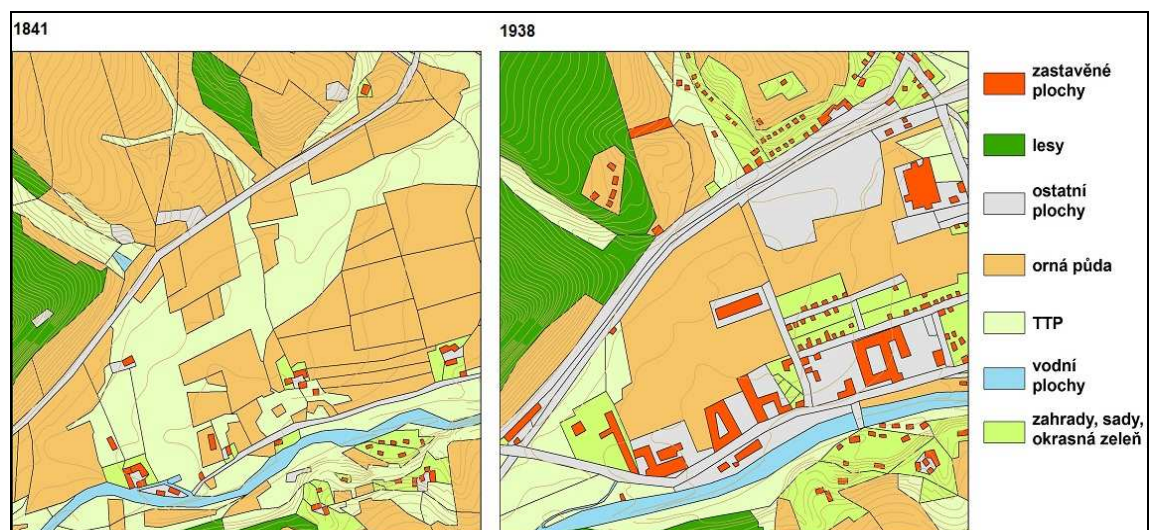 1841
1938
zastavěné
plochy
lesy
ostatní
plochy
orná půda
TTP
vodní
plochy
zahrady, sady,
okrasná zeleň